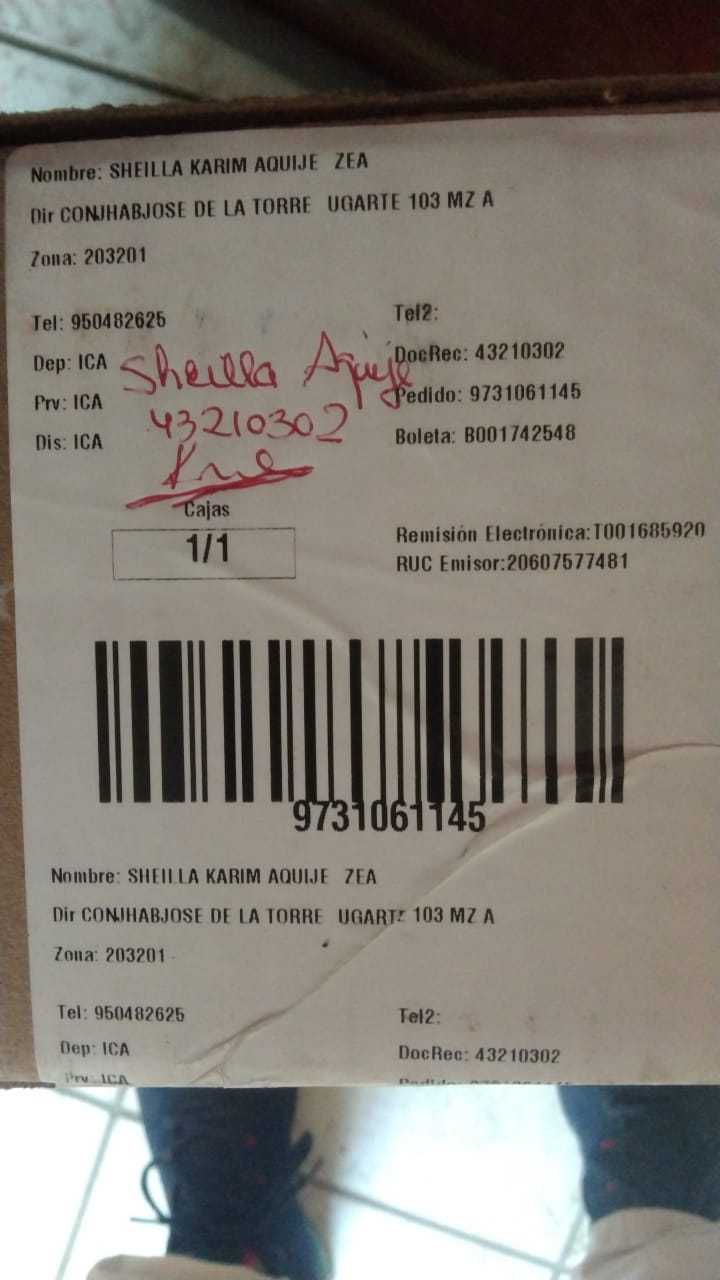 Nombre: SHEILLA KARIM AQUIJE ZEA
Dir CONJHABJOSE DE LA TORRE UGARTE 103 MZ A
Zona: 203201
Tel: 950482625 Tel2:
Dep: ICA DocRec: 43210302
Sheilla Aquije
Prv: ICA Pedido: 9731061145
43210302
Dis: ICA Boleta: B001742548
Cajas
1/1
Remisión Electrónica:T001685920
RUC Emisor:20607577481
9731061145
Nombre: SHEILLA KARIM AQUIJE ZEA
Dir CONJHABJOSE DE LA TORRE UGARTE 103 MZ A
Zona: 203201
Tel: 950482625 Tel2:
Dep: ICA DocRec: 43210302
Prv: ICA